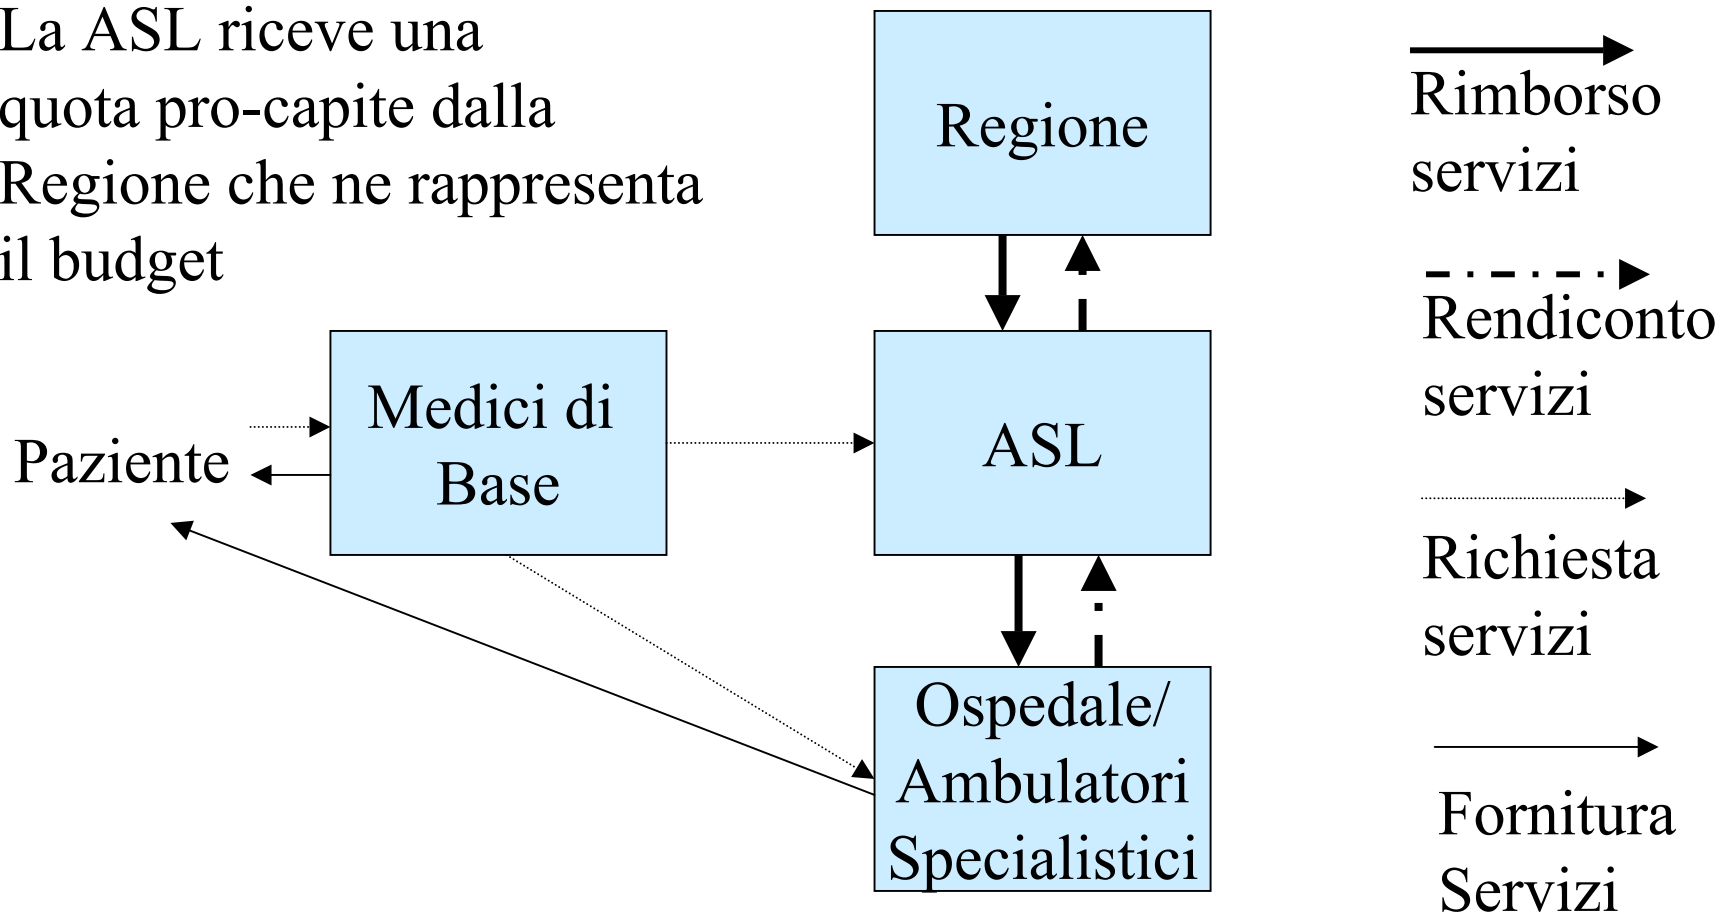 La ASL riceve una
quota pro-capite dalla
Regione che ne rappresenta
il budget
Regione
Rimborso
servizi
Rendiconto
servizi
Medici di
Base
ASL
Paziente
Richiesta
servizi
Ospedale/
Ambulatori
Specialistici
Fornitura
Servizi